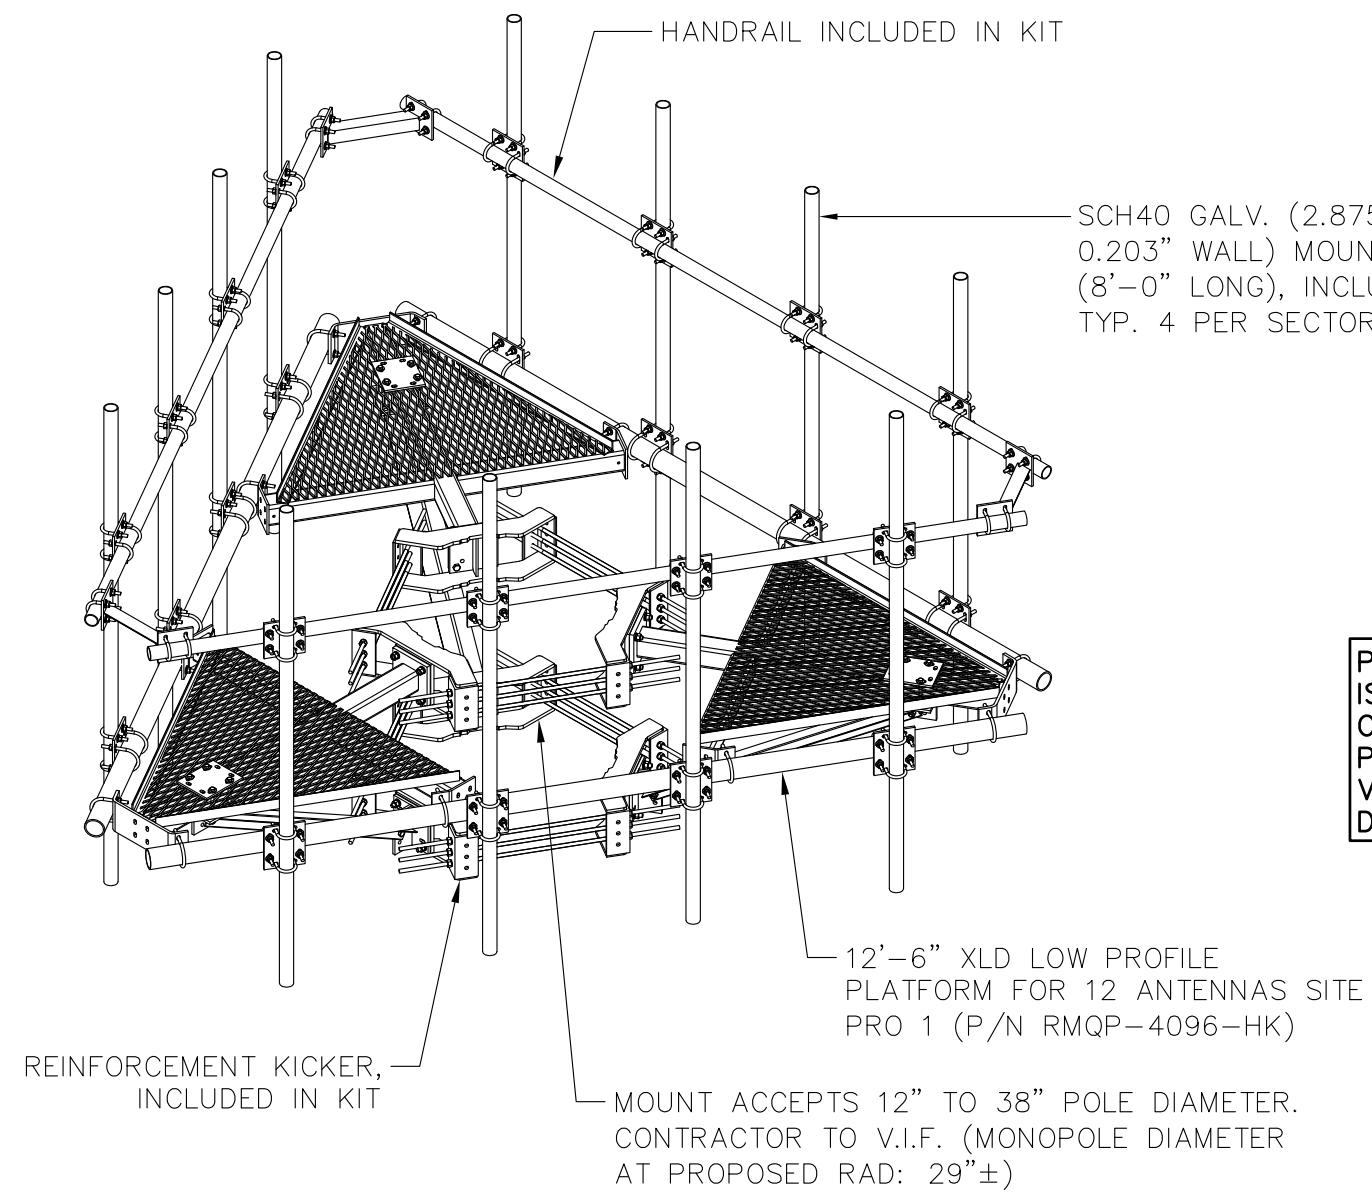 HANDRAIL INCLUDED IN KIT
SCH40 GALV. (2.875
0.203" WALL) MOUN
(8'-0" LONG), INCLU
TYP. 4 PER SECTOR
P
IS
C
P
V
D
12'-6" XLD LOW PROFILE
PLATFORM FOR 12 ANTENNAS SITE
PRO 1 (P/N RMQP-4096-HK)
REINFORCEMENT KICKER,
INCLUDED IN KIT
MOUNT ACCEPTS 12" TO 38" POLE DIAMETER.
CONTRACTOR TO V.I.F. (MONOPOLE DIAMETER
AT PROPOSED RAD: 29"±)